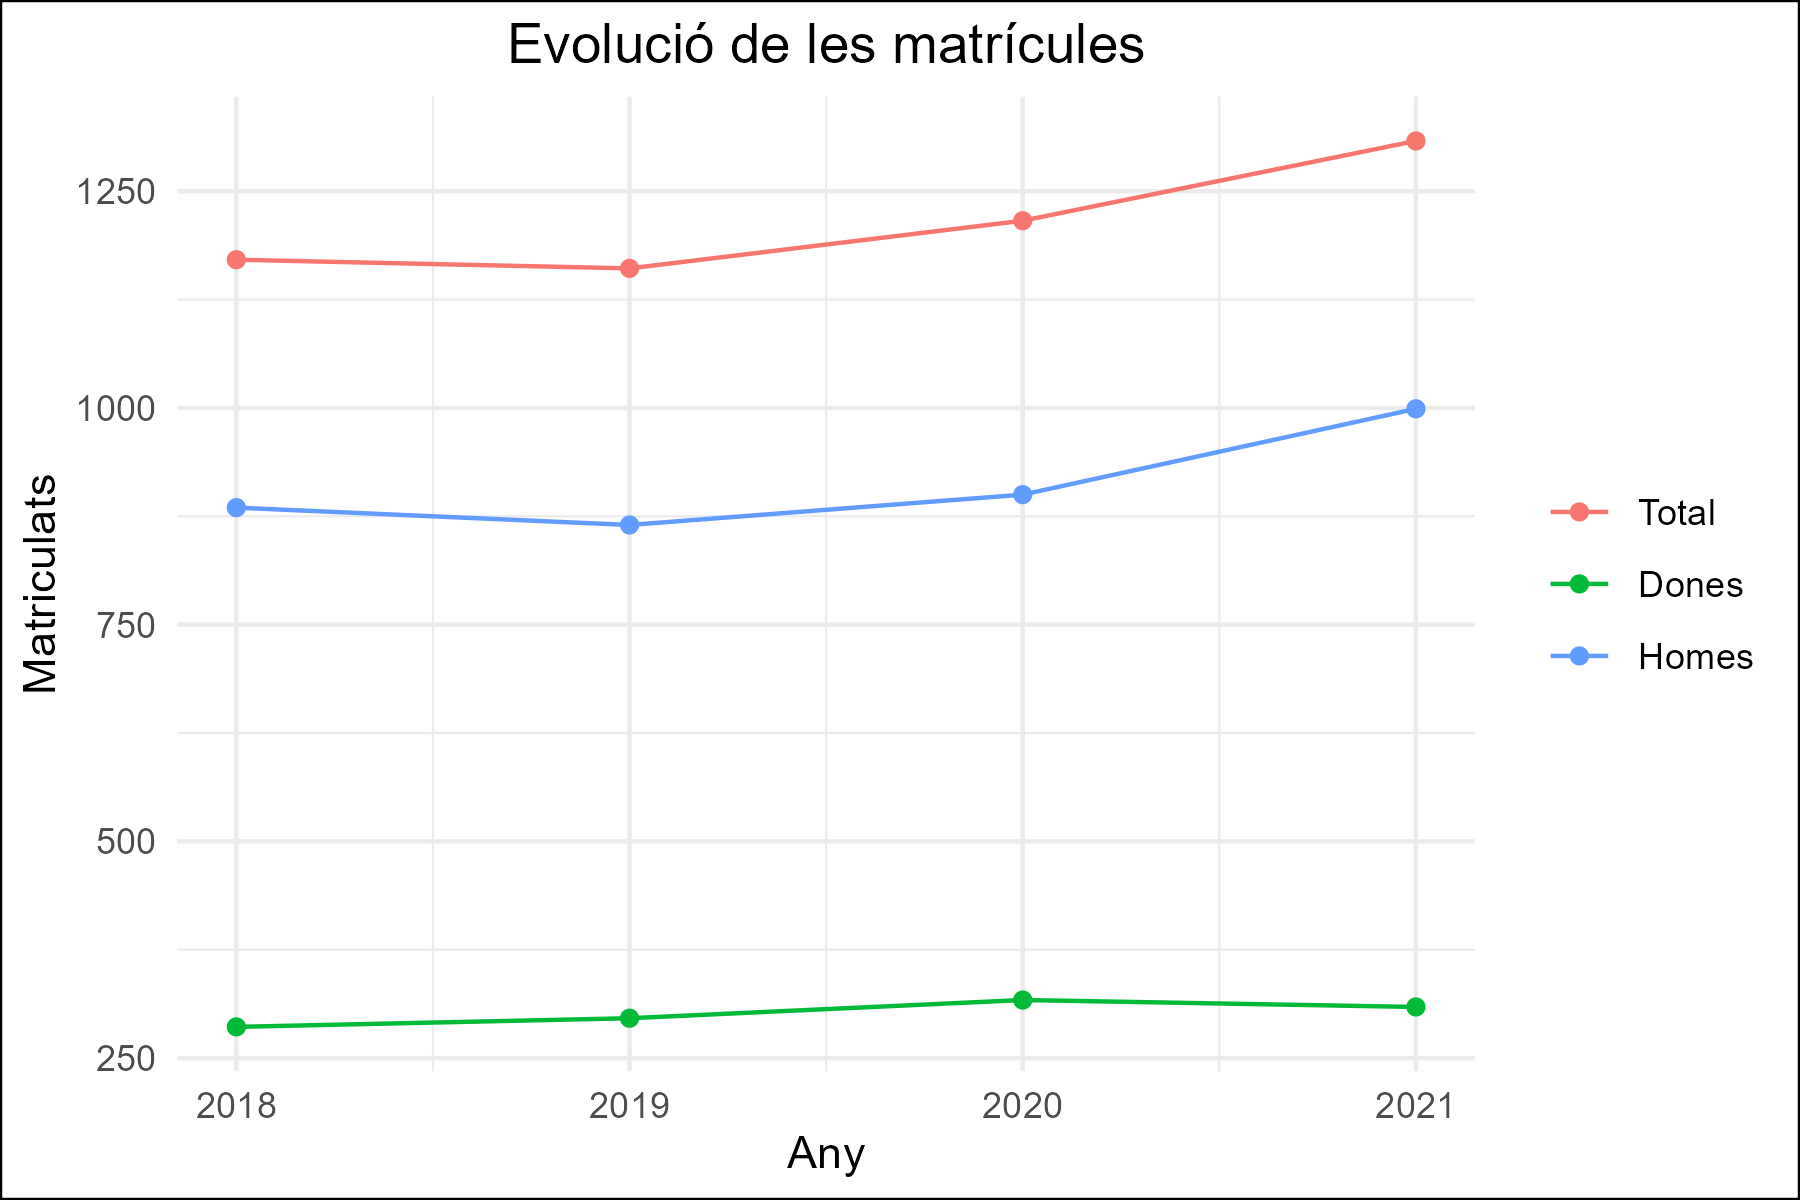 Evolució de les matrícules
Matriculats
1250
1000
750
500
250
2018
2019
2020
2021
Any
Total
Dones
Homes